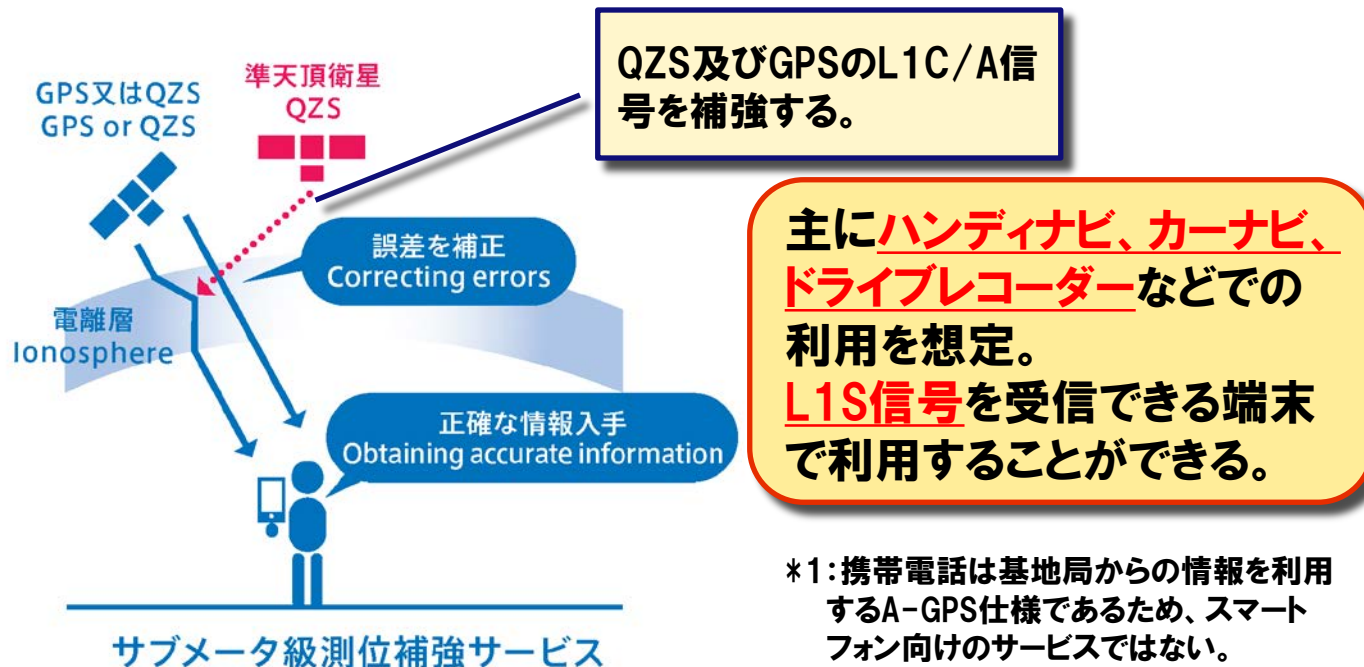 QZS及びGPSのL1C/A信
号を補強する。
GPS又はQZS
GPS or QZS
準天頂衛星
QZS
誤差を補正
Correcting errors
電離層
Ionosphere
正確な情報入手
Obtaining accurate information
サブメータ級測位補強サービス
主にハンディナビ、カーナビ、
ドライブレコーダーなどでの
利用を想定。
L1S信号を受信できる端末
で利用することができる。
*1:携帯電話は基地局からの情報を利用
するA-GPS仕様であるため、スマート
フォン向けのサービスではない。